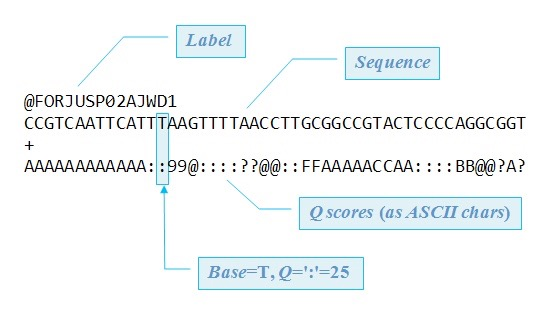 Label
Sequence
@FORJUSP02AJWD1
CCGTCAATTCATTTAAGTTTTAACCTTGCGGCCGTACTCCCCAGGCGGT
+
AAAAAAAAAAAA::99@::::??@@::FFAAAAACCAA::::BB@@?A?
Q scores (as ASCII chars)
Base=T, Q=':'=25